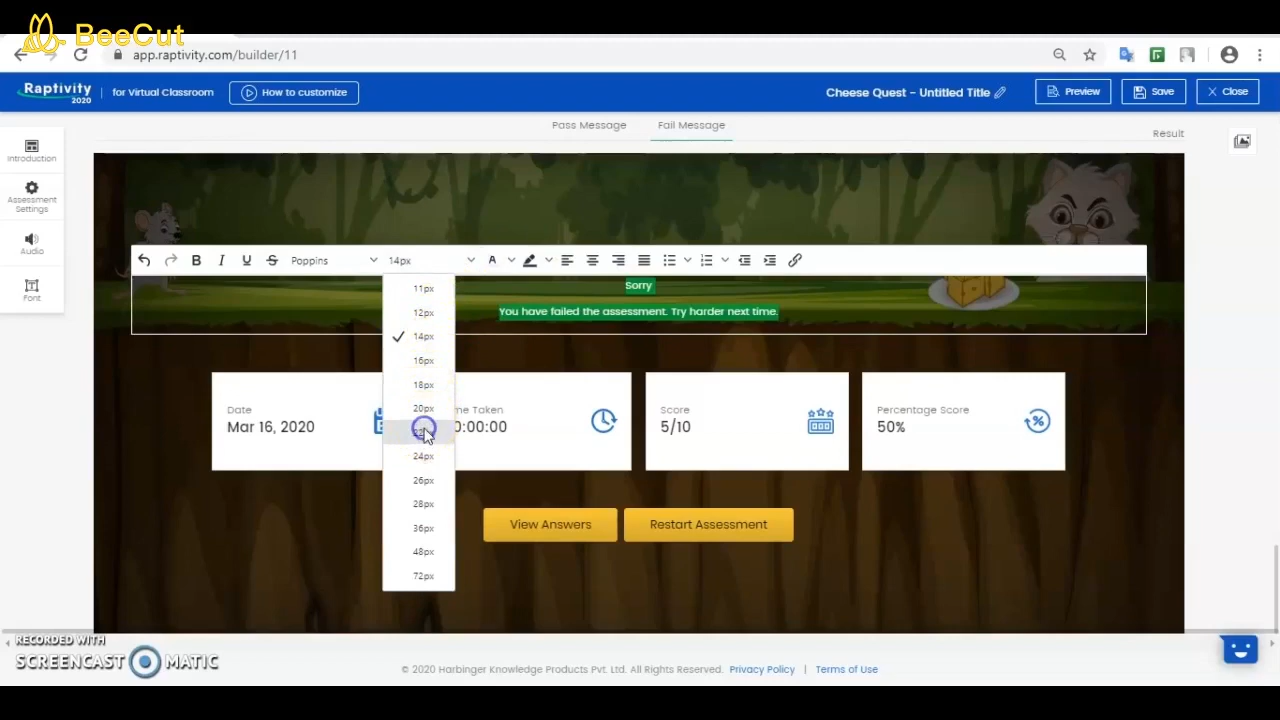 BeeCut
app.raptivity.com/builder/11
Raptivity 2020 | for Virtual Classroom How to customize Cheese Quest - Untitled Title Preview Save Close
Pass Message Fail Message
Result
Introduction
Assessment Settings
Audio
Font
Poppins 14px
Sorry
You have failed the assessment. Try harder next time.
11px
12px
14px
16px
18px
20px
24px
26px
28px
36px
48px
72px
Date
Mar 16, 2020
me Taken
0:00:00
Score
5/10
Percentage Score
50%
View Answers Restart Assessment
RECORDED WITH
SCREENCAST MATIC
© 2020 Harbinger Knowledge Products Pvt. Ltd. All Rights Reserved. Privacy Policy | Terms of Use